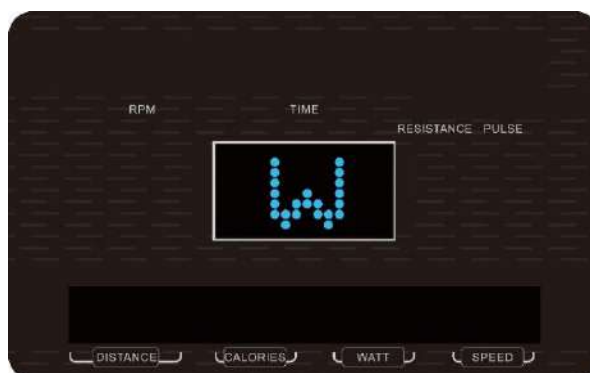 RPM TIME
RESISTANCE PULSE
W
DISTANCE CALORIES WATT SPEED